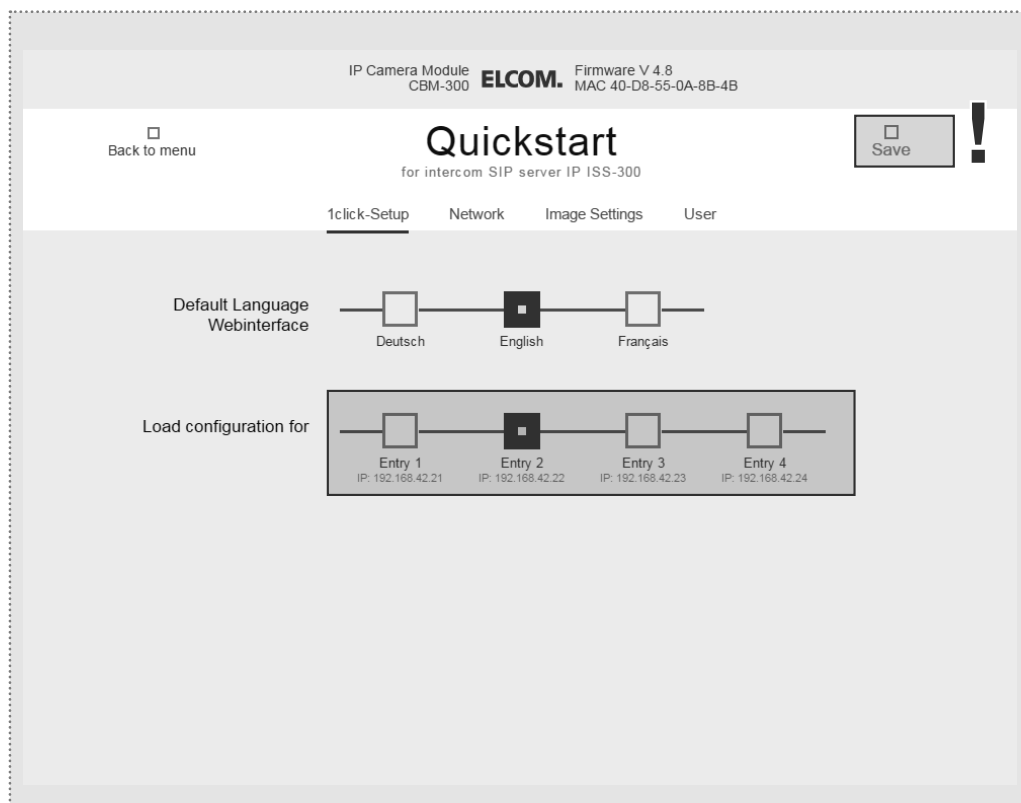 IP Camera Module
CBM-300
ELCOM.
Firmware V 4.8
MAC 40-D8-55-0A-8B-4B
Back to menu
Quickstart
for intercom SIP server IP ISS-300
Save
!
1click-Setup Network Image Settings User
Default Language
Webinterface
Deutsch English Français
Load configuration for
Entry 1 Entry 2 Entry 3 Entry 4
IP: 192.168.42.21 IP: 192.168.42.22 IP: 192.168.42.23 IP: 192.168.42.24